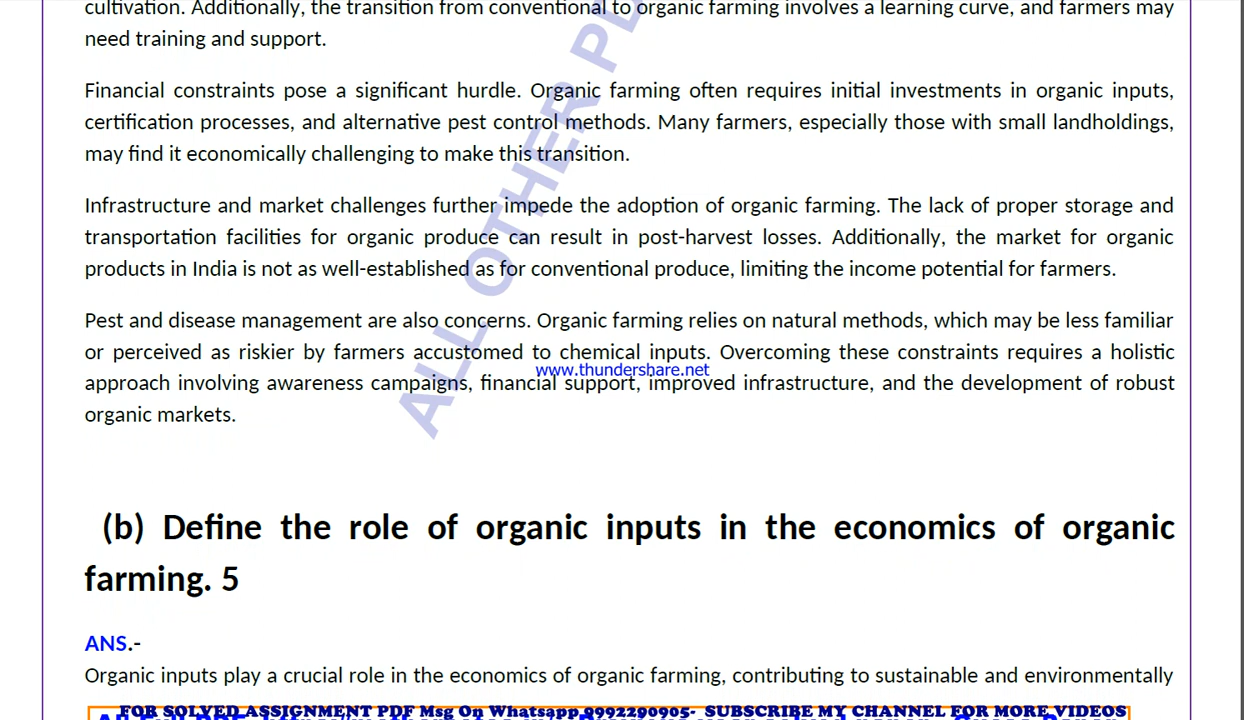 cultivation. Additionally, the transition from conventional to organic farming involves a learning curve, and farmers may
need training and support.
Financial constraints pose a significant hurdle. Organic farming often requires initial investments in organic inputs,
certification processes, and alternative pest control methods. Many farmers, especially those with small landholdings,
may find it economically challenging to make this transition.
Infrastructure and market challenges further impede the adoption of organic farming. The lack of proper storage and
transportation facilities for organic produce can result in post-harvest losses. Additionally, the market for organic
products in India is not as well-established as for conventional produce, limiting the income potential for farmers.
Pest and disease management are also concerns. Organic farming relies on natural methods, which may be less familiar
or perceived as riskier by farmers accustomed to chemical inputs. Overcoming these constraints requires a holistic
www.thundershare.net
approach involving awareness campaigns, financial support, improved infrastructure, and the development of robust
organic markets.
ALL OTHER
(b) Define the role of organic inputs in the economics of organic
farming. 5
ANS.-
Organic inputs play a crucial role in the economics of organic farming, contributing to sustainable and environmentally
FOR SOLVED ASSIGNMENT PDF Msg On Whatsapp 9992290905- SUBSCRIBE MY CHANNEL FOR MORE VIDEOS